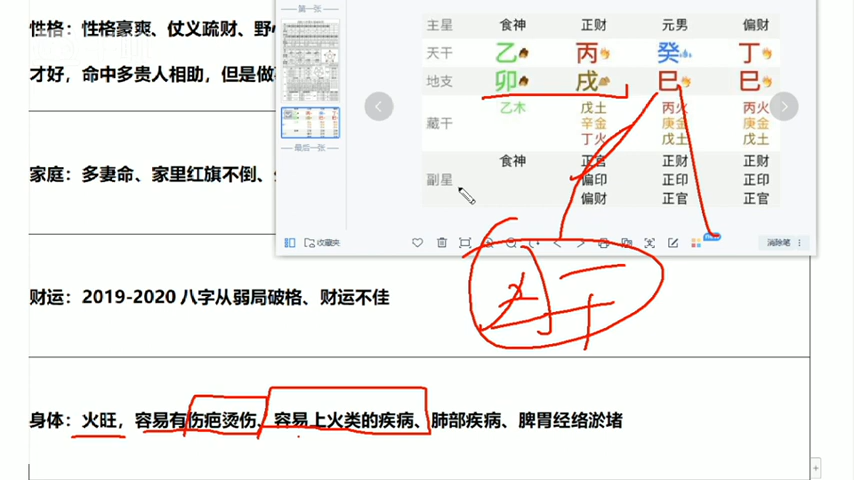 性格：性格豪爽、仗义疏财、野
才好，命中多贵人相助，但是做
家庭：多妻命、家里红旗不倒、
财运：2019-2020 八字从弱局破格、财运不佳
身体：火旺，容易有伤疤烫伤、容易上火类的疾病、肺部疾病、脾胃经络淤堵
第一张
最后一张
主星 食神 正财 元男 偏财
天干 乙 丙 癸 丁
地支 卯 戌 巳 巳
藏干 乙木 戊土 丙火 丙火
辛金 庚金 庚金
丁火 戊土 戊土
副星 食神 正官 正财 正财
偏印 正印 正印
偏财 正官 正官
收藏夹
消除笔